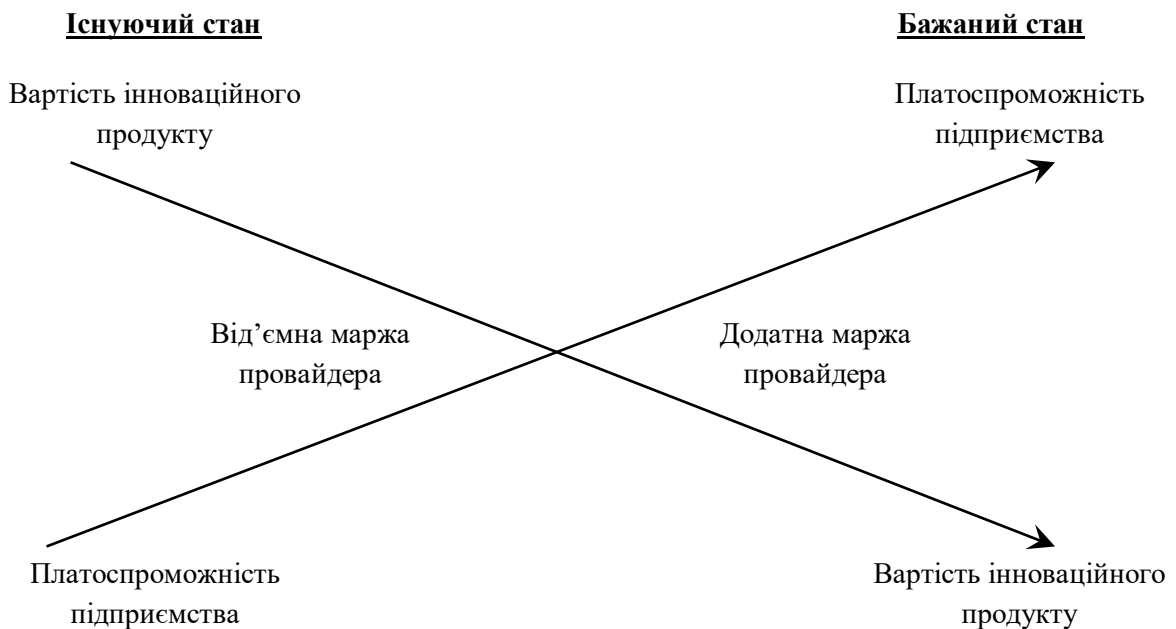 Існуючий стан
Бажаний стан
Вартість інноваційного
продукту
Платоспроможність
підприємства
Від’ємна маржа
провайдера
Додатна маржа
провайдера
Платоспроможність
підприємства
Вартість інноваційного
продукту